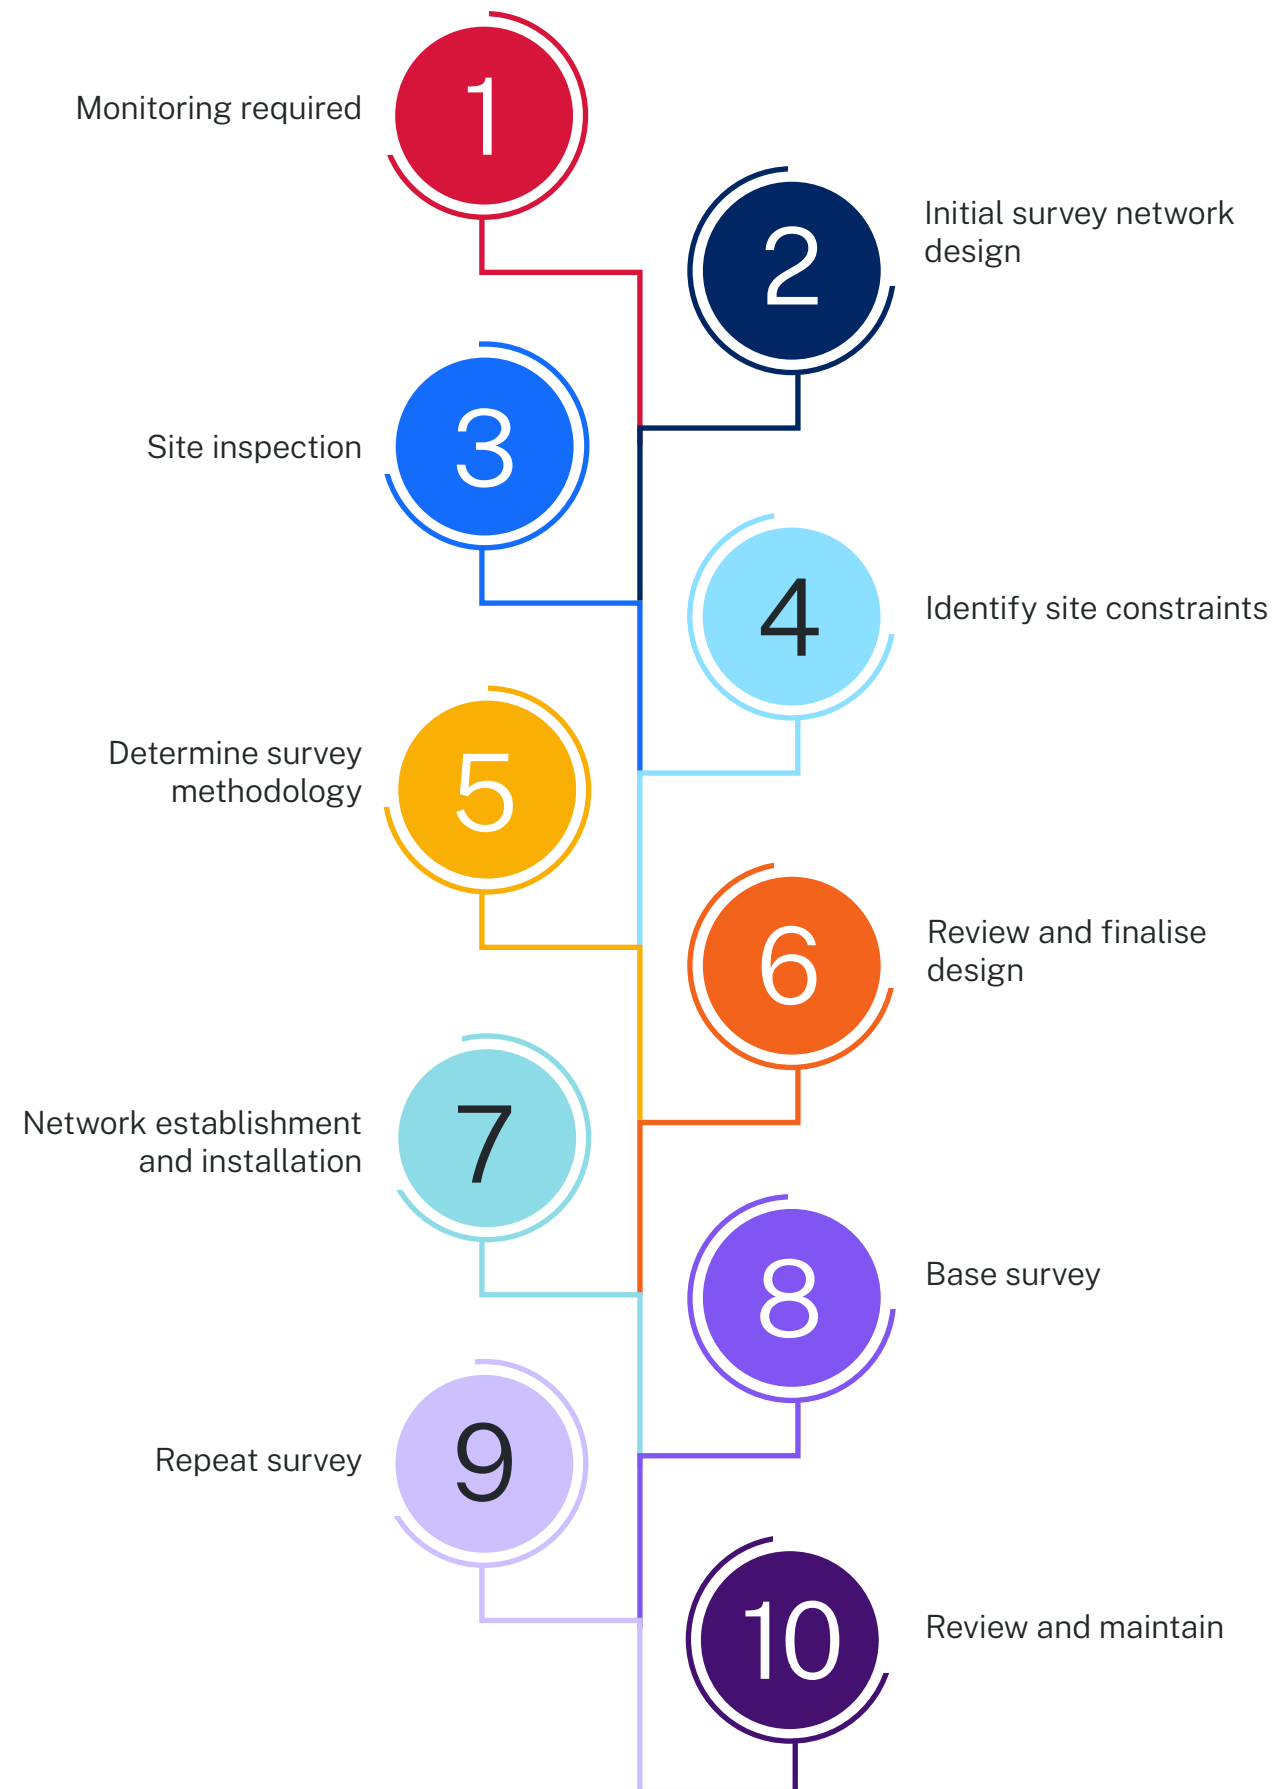 Monitoring required
1
2
Initial survey network
design
Site inspection
3
4
Identify site constraints
Determine survey
methodology
5
6
Review and finalise
design
Network establishment
and installation
7
8
Base survey
Repeat survey
9
10
Review and maintain